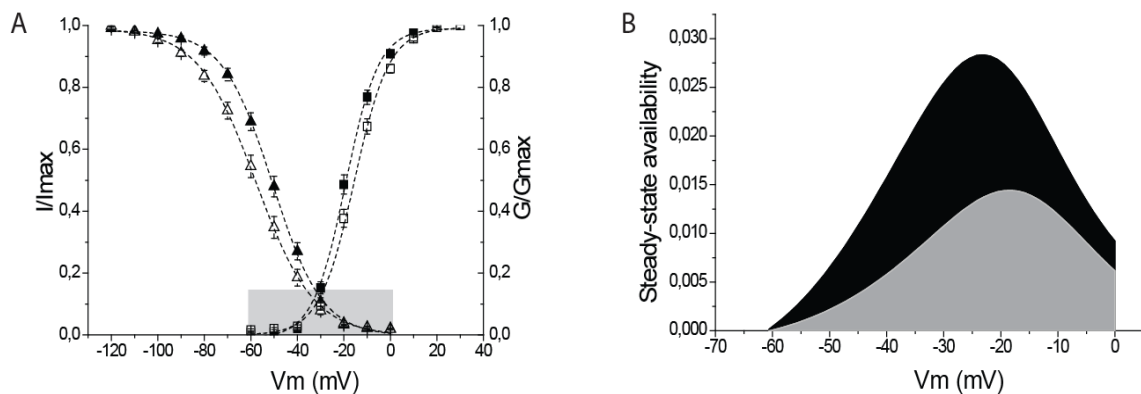 A
I/Imax
1,0
0,8
0,6
0,4
0,2
0,0
-120 -100 -80 -60 -40 -20 0 20 40
Vm (mV)
1,0
0,8
0,6
0,4
0,2
0,0
G/Gmax
B
Steady-state availability
0,030
0,025
0,020
0,015
0,010
0,005
0,000
-70 -60 -50 -40 -30 -20 -10 0
Vm (mV)